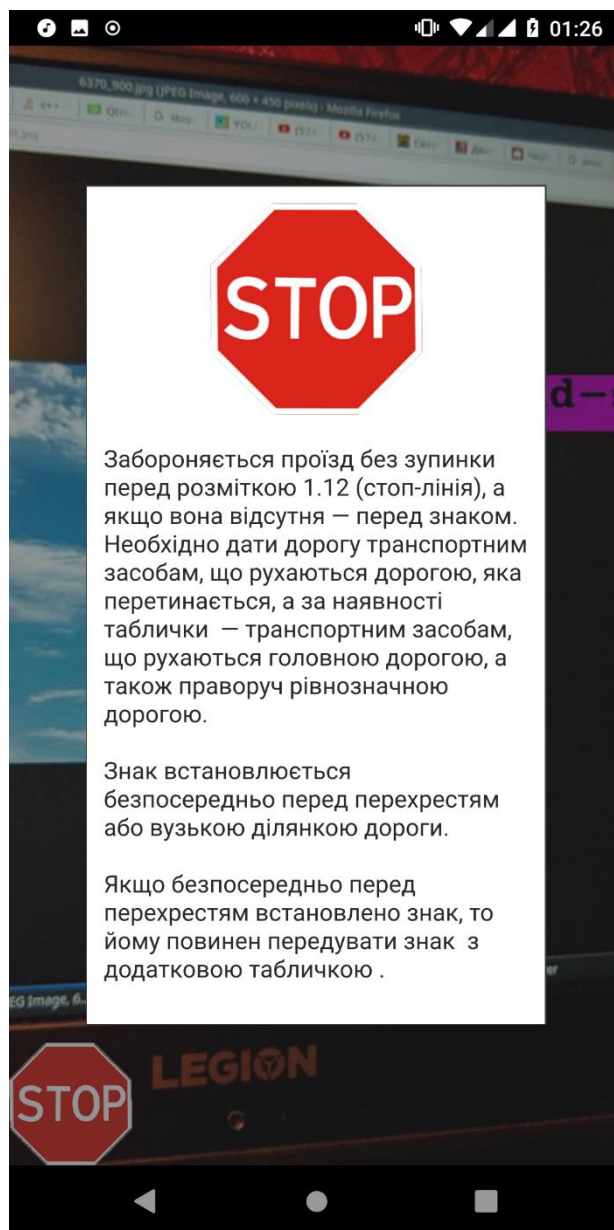 01:26
6370_900.jpg (JPEG Image, 600 × 450 pixels) - Mozilla Firefox
STOP
d-
Забороняється проїзд без зупинки
перед розміткою 1.12 (стоп-лінія), а
якщо вона відсутня — перед знаком.
Необхідно дати дорогу транспортним
засобам, що рухаються дорогою, яка
перетинається, а за наявності
таблички  — транспортним засобам,
що рухаються головною дорогою, а
також праворуч рівнозначною
дорогою.
Знак встановлюється
безпосередньо перед перехрестям
або вузькою ділянкою дороги.
Якщо безпосередньо перед
перехрестям встановлено знак, то
йому повинен передувати знак  з
додатковою табличкою .
EG Image, 6...
LEGION
STOP